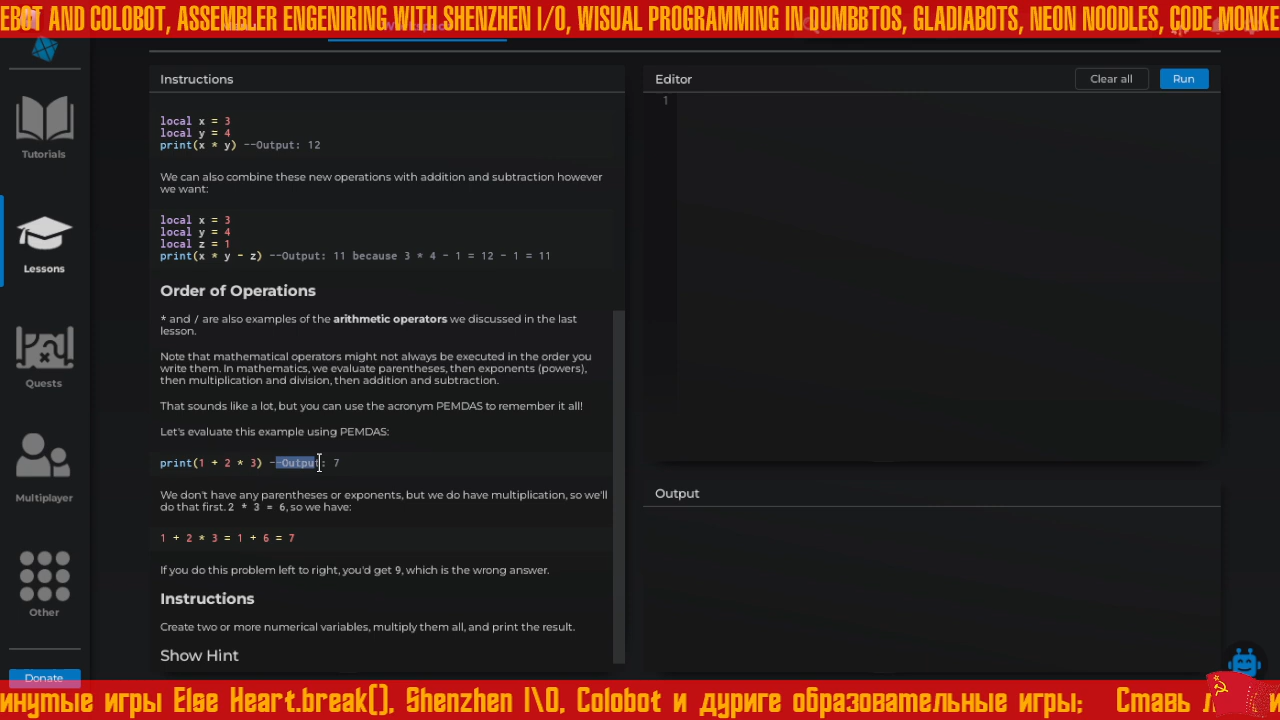 EBOT AND COLOBOT, ASSEMBLER ENGENIRING WITH SHENZHEN I/O, WISUAL PROGRAMMING IN DUMBBTOS, GLADIABOTS, NEON NOODLES, CODE MONKE
Instructions
Editor
Clear all
Run
1
Tutorials
Lessons
Quests
Multiplayer
Other
Donate
local x = 3
local y = 4
print(x * y) --Output: 12
We can also combine these new operations with addition and subtraction however
we want:
local x = 3
local y = 4
local z = 1
print(x * y - z) --Output: 11 because 3 * 4 - 1 = 12 - 1 = 11
Order of Operations
* and / are also examples of the arithmetic operators we discussed in the last
lesson.
Note that mathematical operators might not always be executed in the order you
write them. In mathematics, we evaluate parentheses, then exponents (powers),
then multiplication and division, then addition and subtraction.
That sounds like a lot, but you can use the acronym PEMDAS to remember it all!
Let's evaluate this example using PEMDAS:
print(1 + 2 * 3) --Output: 7
We don't have any parentheses or exponents, but we do have multiplication, so we'll
do that first. 2 * 3 = 6, so we have:
1 + 2 * 3 = 1 + 6 = 7
If you do this problem left to right, you'd get 9, which is the wrong answer.
Instructions
Create two or more numerical variables, multiply them all, and print the result.
Show Hint
Output
инутые игры Else Heart.break(), Shenzhen I\O, Colobot и дуриге образовательные игры; Ставь л